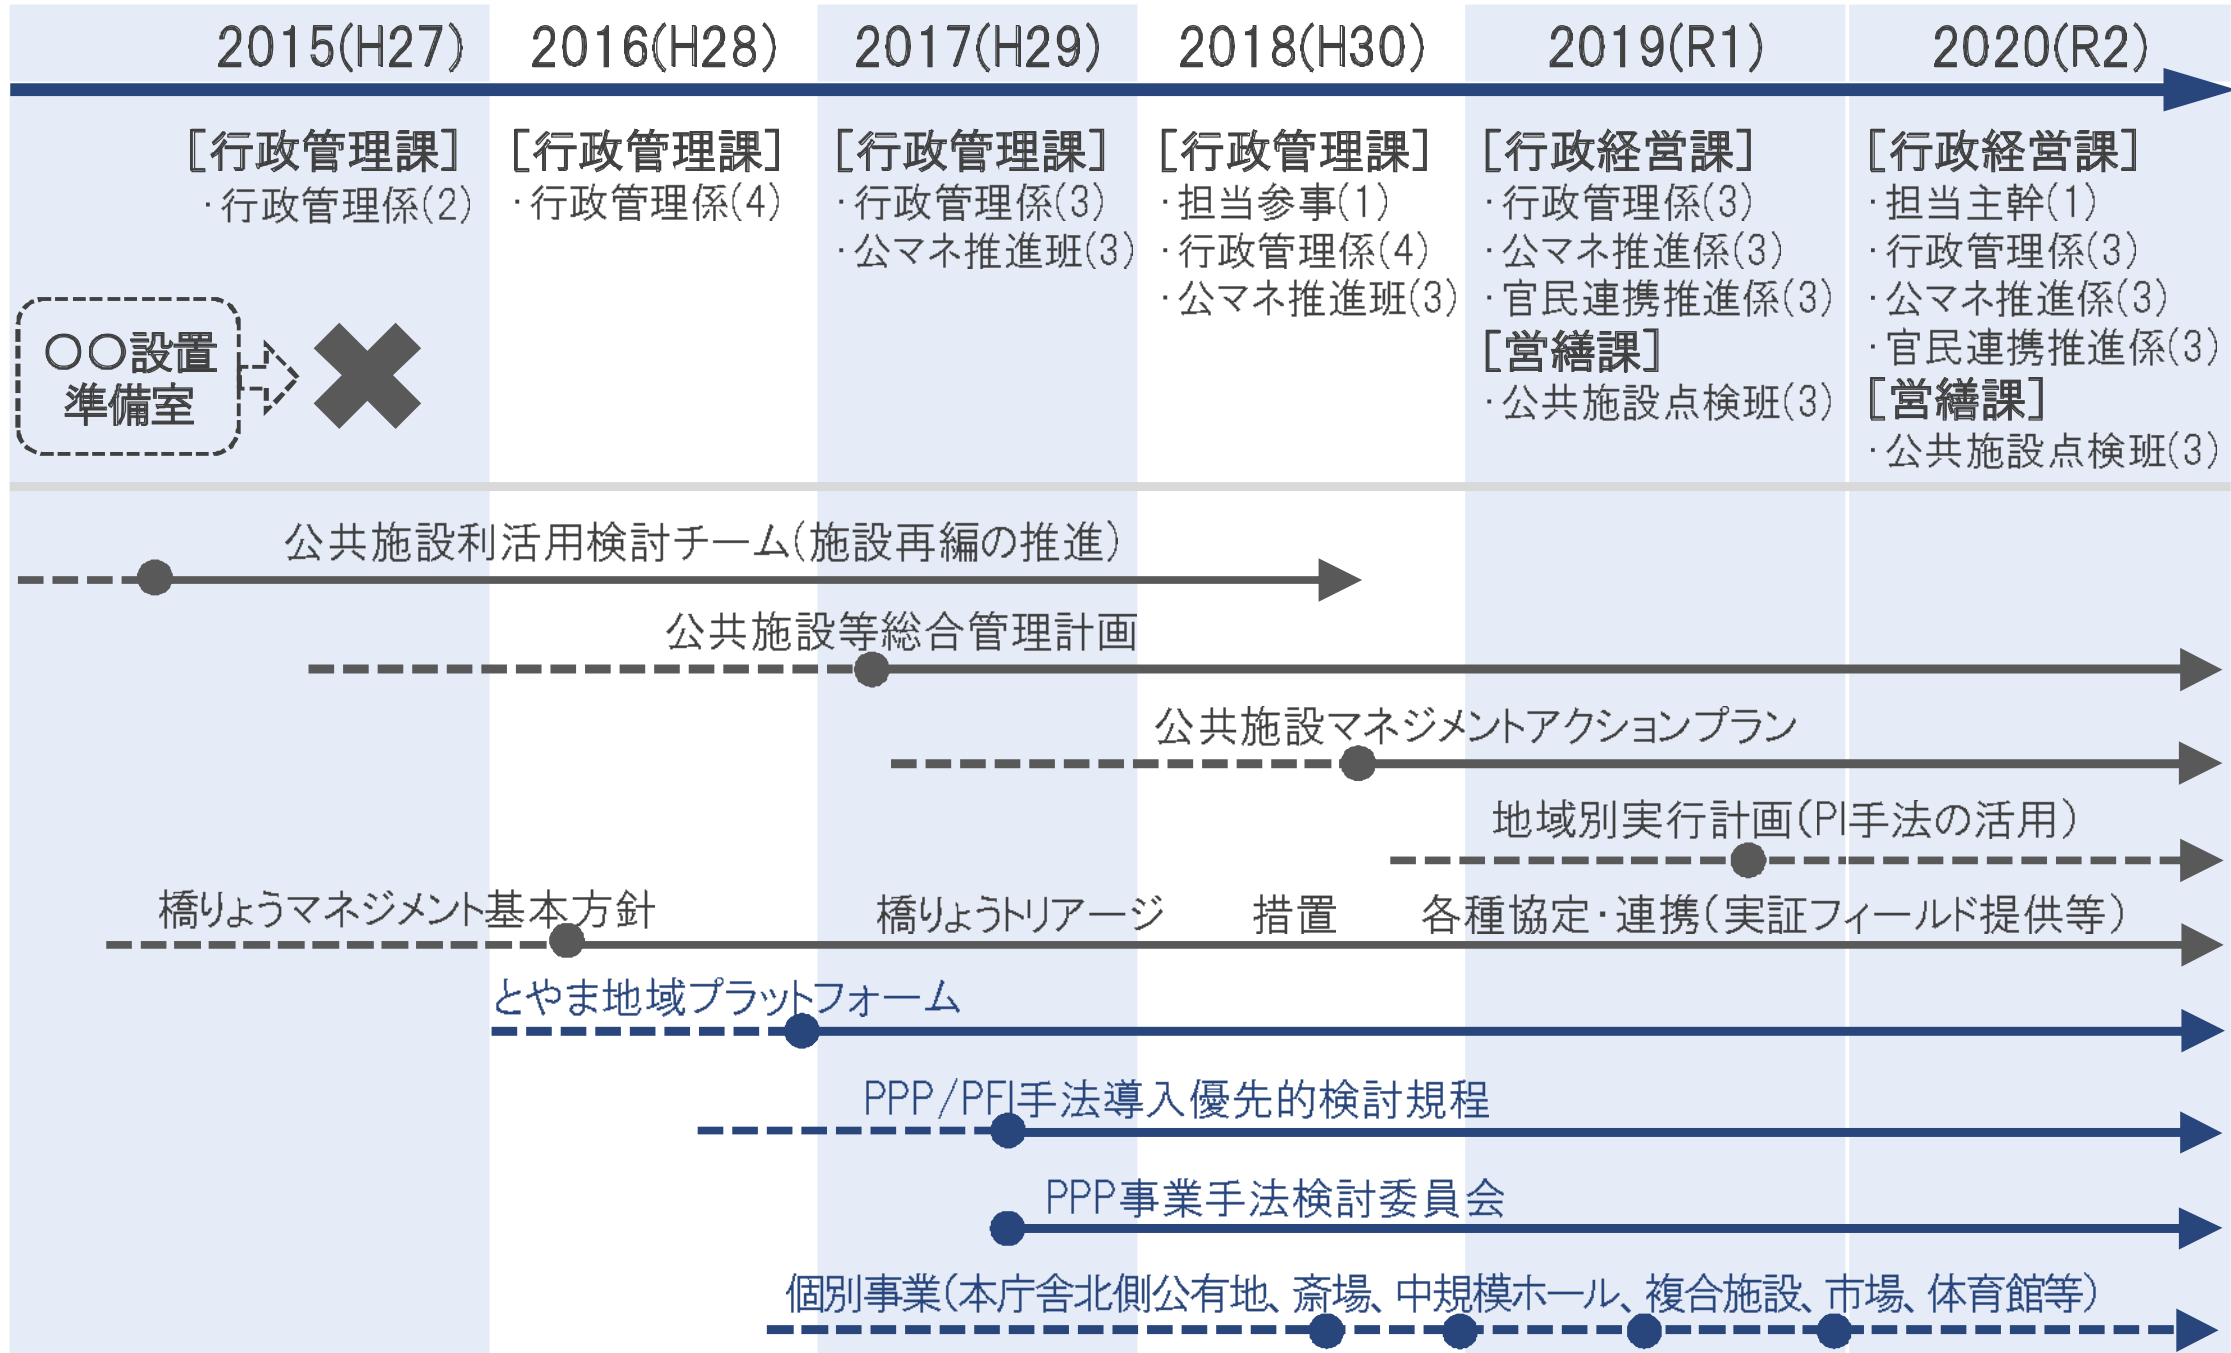 2015(H27)
2016(H28)
2017(H29)
2018(H30)
2019(R1)
2020(R2)
[行政管理課]
・行政管理係(2)
[行政管理課]
・行政管理係(4)
[行政管理課]
・行政管理係(3)
・公マネ推進班(3)
[行政管理課]
・担当参事(1)
・行政管理係(4)
・公マネ推進班(3)
[行政経営課]
・行政管理係(3)
・公マネ推進係(3)
・官民連携推進係(3)
[営繕課]
・公共施設点検班(3)
[行政経営課]
・担当主幹(1)
・行政管理係(3)
・公マネ推進係(3)
・官民連携推進係(3)
[営繕課]
・公共施設点検班(3)
〇〇設置
準備室
公共施設利活用検討チーム(施設再編の推進)
公共施設等総合管理計画
公共施設マネジメントアクションプラン
地域別実行計画(PI手法の活用)
橋りょうマネジメント基本方針
橋りょうトリアージ
措置
各種協定・連携(実証フィールド提供等)
とやま地域プラットフォーム
PPP/PFI手法導入優先的検討規程
PPP事業手法検討委員会
個別事業(本庁舎北側公有地、斎場、中規模ホール、複合施設、市場、体育館等)